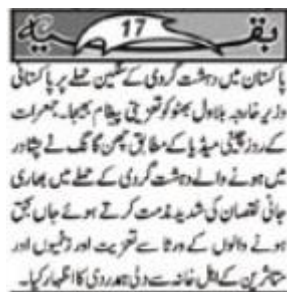 بقیہ 17
پاکستان میں دہشت گردی کے سنگین حملے پر پاکستانی
وزیر خارجہ بلاول بھٹو کو تعزیتی پیغام بھیجا۔ جمعرات
کے روز چینی میڈیا کے مطابق چھن گانگ نے پشاور
میں ہونے والے دہشت گردی کے حملے میں بھاری
جانی نقصان کی شدید مذمت کرتے ہوئے جاں بحق
ہونے والوں کے ورثا سے تعزیت اور زخمیوں اور
متاثرین کے اہل خانہ سے دلی ہمدردی کا اظہار کیا۔